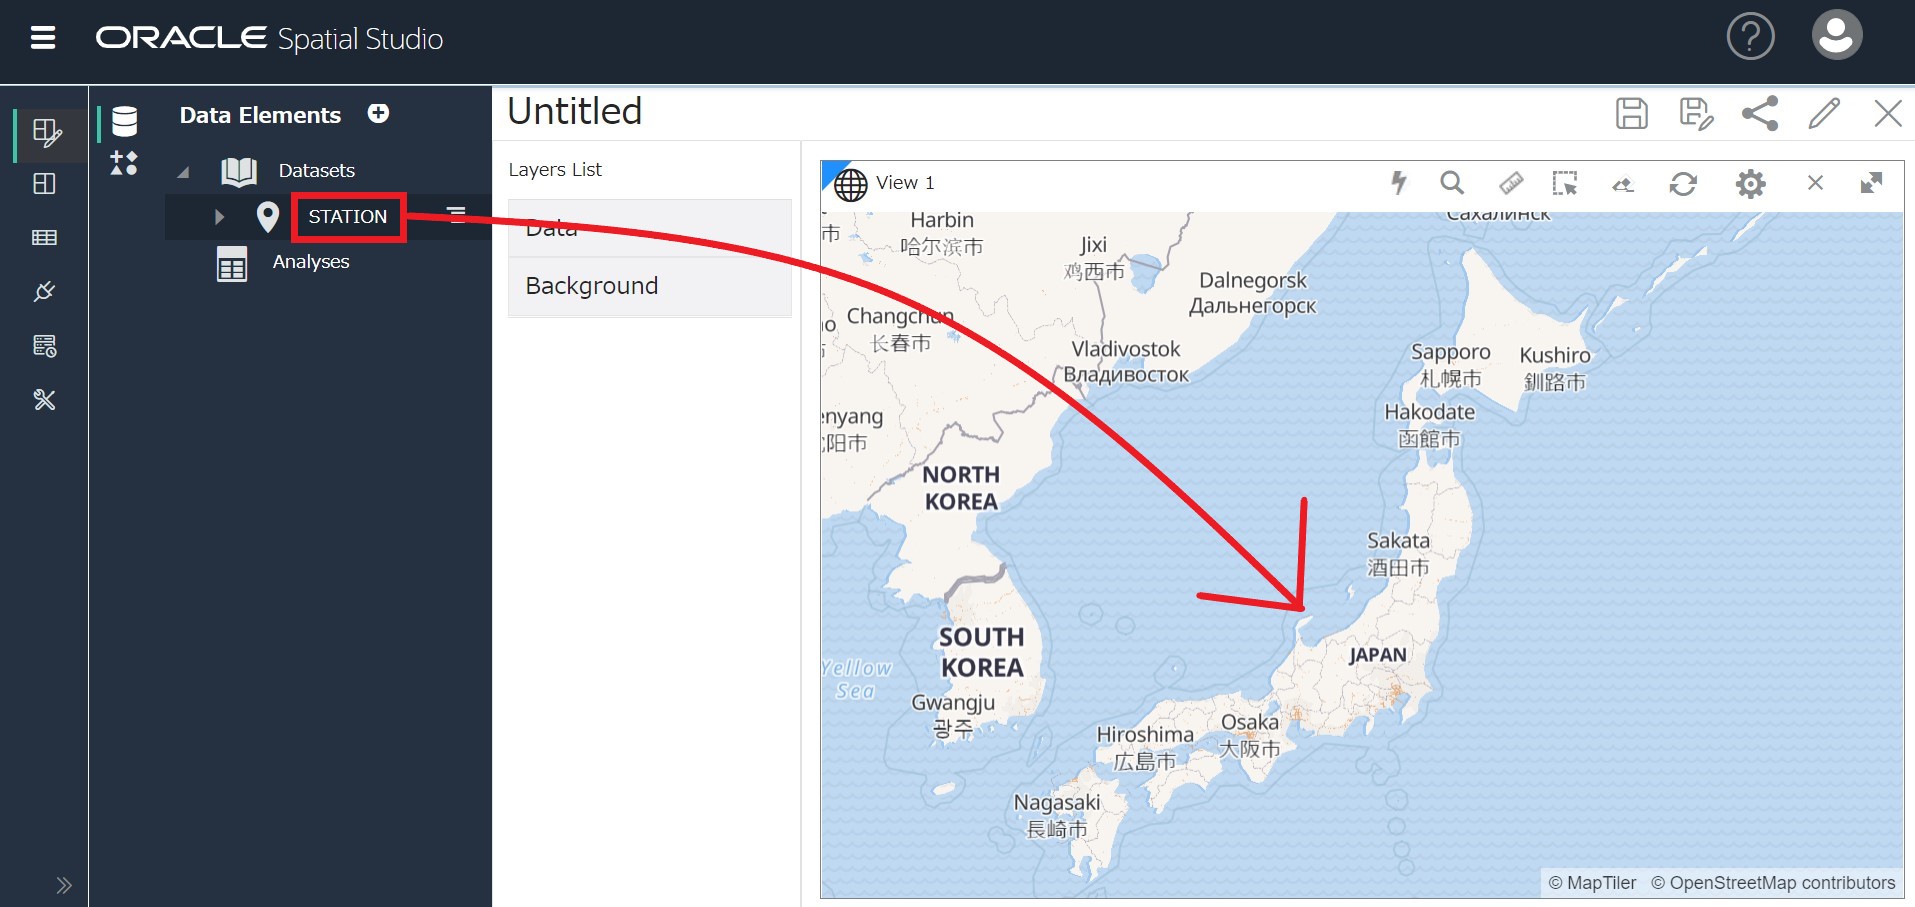 ORACLE Spatial Studio
Data Elements
Datasets
STATION
Analyses
Untitled
Layers List
Data
Background
View 1
Harbin
哈尔滨市
市
Jixi
鸡西市
Сахалинск
Dalnegorsk
Дальнегорск
Changchun
长春市
Vladivostok
Владивосток
Sapporo
札幌市
Kushiro
釧路市
Hakodate
函館市
enyang
阳市
NORTH
KOREA
Sakata
酒田市
SOUTH
KOREA
JAPAN
Yellow
Sea
Gwangju
광주
Hiroshima
広島市
Osaka
大阪市
Nagasaki
長崎市
© MapTiler © OpenStreetMap contributors